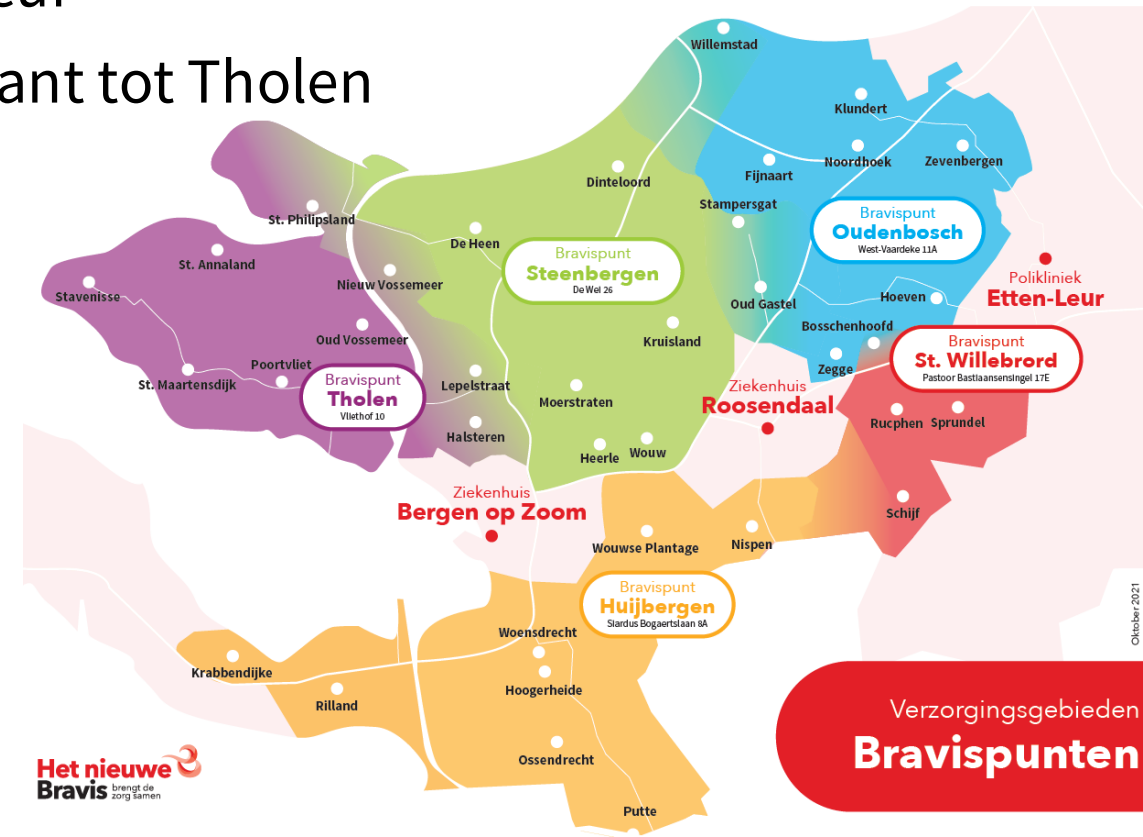 ant tot Tholen
Willemstad
Klundert
Noordhoek
Zevenbergen
Fijnaart
Dinteloord
Stampersgat
Bravispunt
Oudenbosch
West-Vaardeke 11A
St. Philipsland
De Heen
St. Annaland
Bravispunt
Steenbergen
De Wei 26
Polikliniek
Etten-Leur
Nieuw Vossemeer
Stavenisse
Oud Gastel
Hoeven
Bosschenhoofd
Oud Vossemeer
Kruisland
Bravispunt
St. Willebrord
Pastoor Bastiaansensingel 17E
Zegge
Portvliet
St. Maartensdijk
Bravispunt
Tholen
Vliethof 10
Lepelstraat
Moerstraten
Ziekenhuis
Roosendaal
Rucphen
Sprundel
Halsteren
Heerle
Wouw
Ziekenhuis
Bergen op Zoom
Schijf
Wouwse Plantage
Nispen
Bravispunt
Huijbergen
Siardus Bogaertslaan 8A
Oktober 2021
Woensdrecht
Krabbendijke
Hoogerheide
Rilland
Ossendrecht
Putte
Verzorgingsgebieden
Bravispunten
Het nieuwe
Bravis brengt de
zorg samen